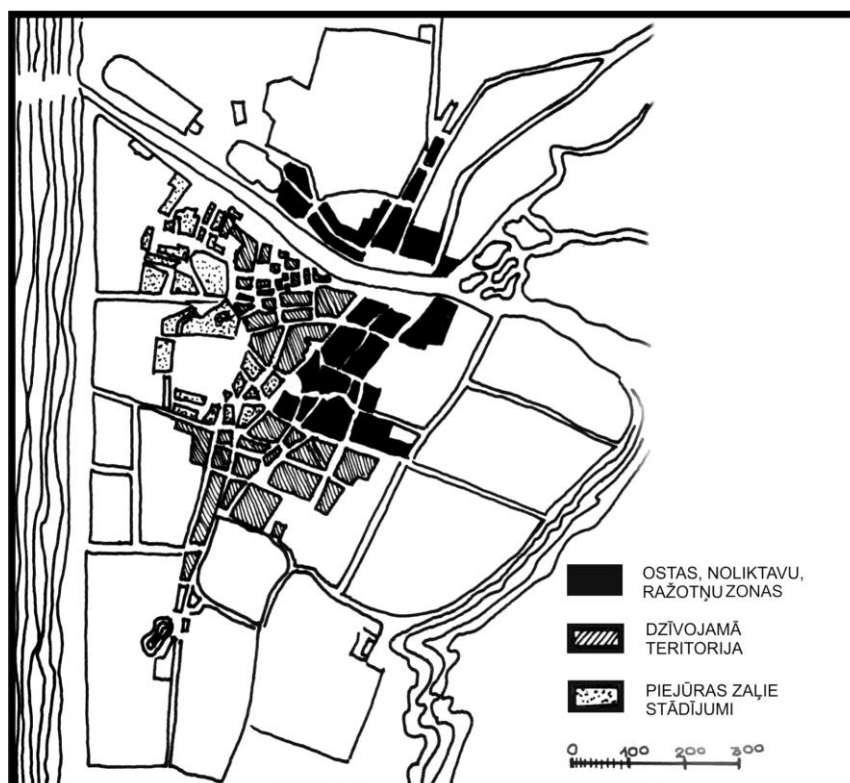 OSTAS, NOLIKTAVU,
RAŽOTŅU ZONAS
DZĪVOJAMĀ
TERITORIJA
PIEJŪRAS ZAĻIE
STĀDĪJUMI
0 100 200 300